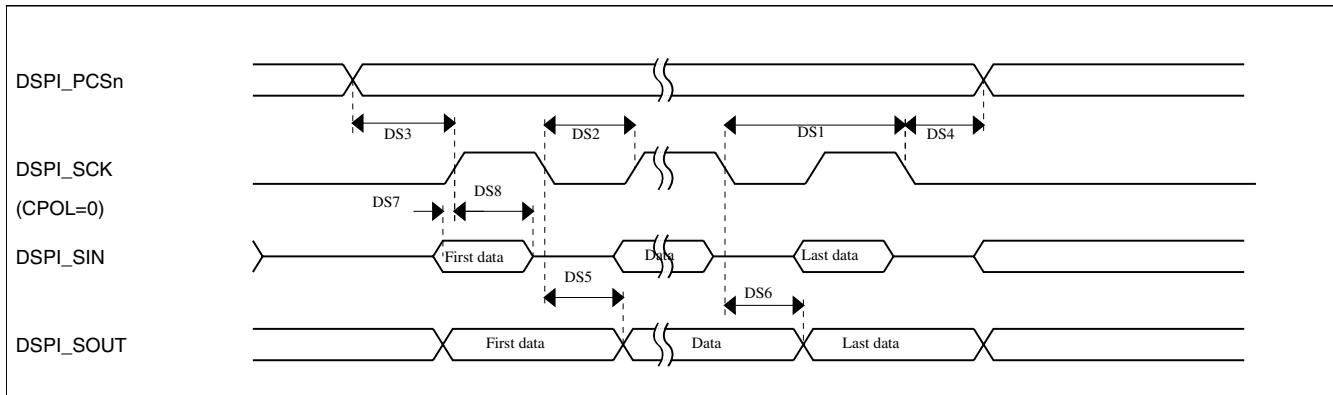 DSPI_PCSn
DS3
DS2
DS1
DS4
DSPI_SCK
(CPOL=0)
DS7
DS8
DSPI_SIN
First data
Data
Last data
DS5
DS6
DSPI_SOUT
First data
Data
Last data